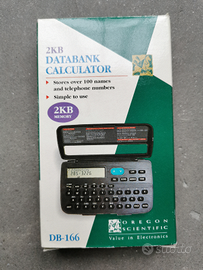 2KB
DATABANK
CALCULATOR
Stores over 100 names
and telephone numbers
Simple to use
2KB
MEMORY
OREGON
SCIENTIFIC
Value in Electronics
DB-166
subito